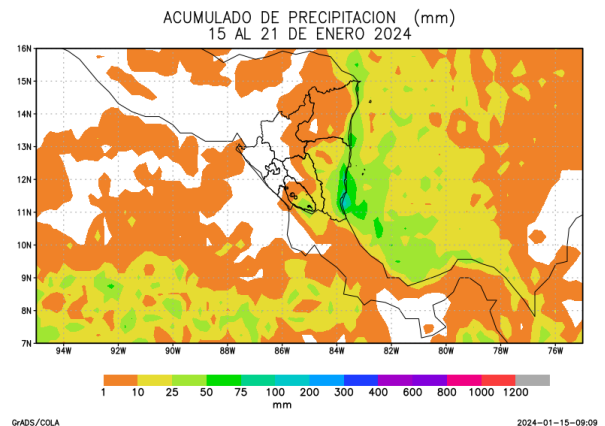 ACUMULADO DE PRECIPITACION (mm)
15 AL 21 DE ENERO 2024
16N
15N
14N
13N
12N
11N
10N
9N
8N
7N
94W 92W 90W 88W 86W 84W 82W 80W 78W 76W
1 10 25 50 75 100 200 300 400 600 800 1000 1200
mm
GrADS/COLA 2024-01-15-09:09